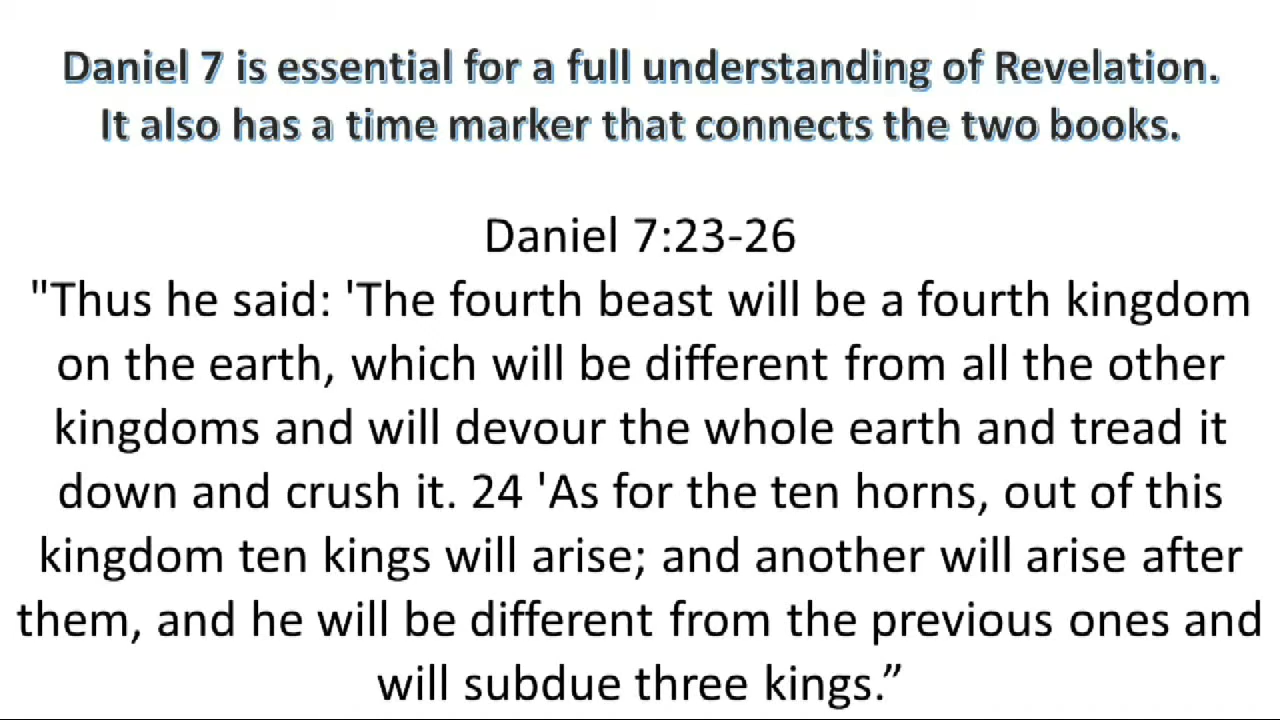 Daniel 7 is essential for a full understanding of Revelation.
It also has a time marker that connects the two books.
Daniel 7:23-26
"Thus he said: 'The fourth beast will be a fourth kingdom
on the earth, which will be different from all the other
kingdoms and will devour the whole earth and tread it
down and crush it. 24 'As for the ten horns, out of this
kingdom ten kings will arise; and another will arise after
them, and he will be different from the previous ones and
will subdue three kings.”